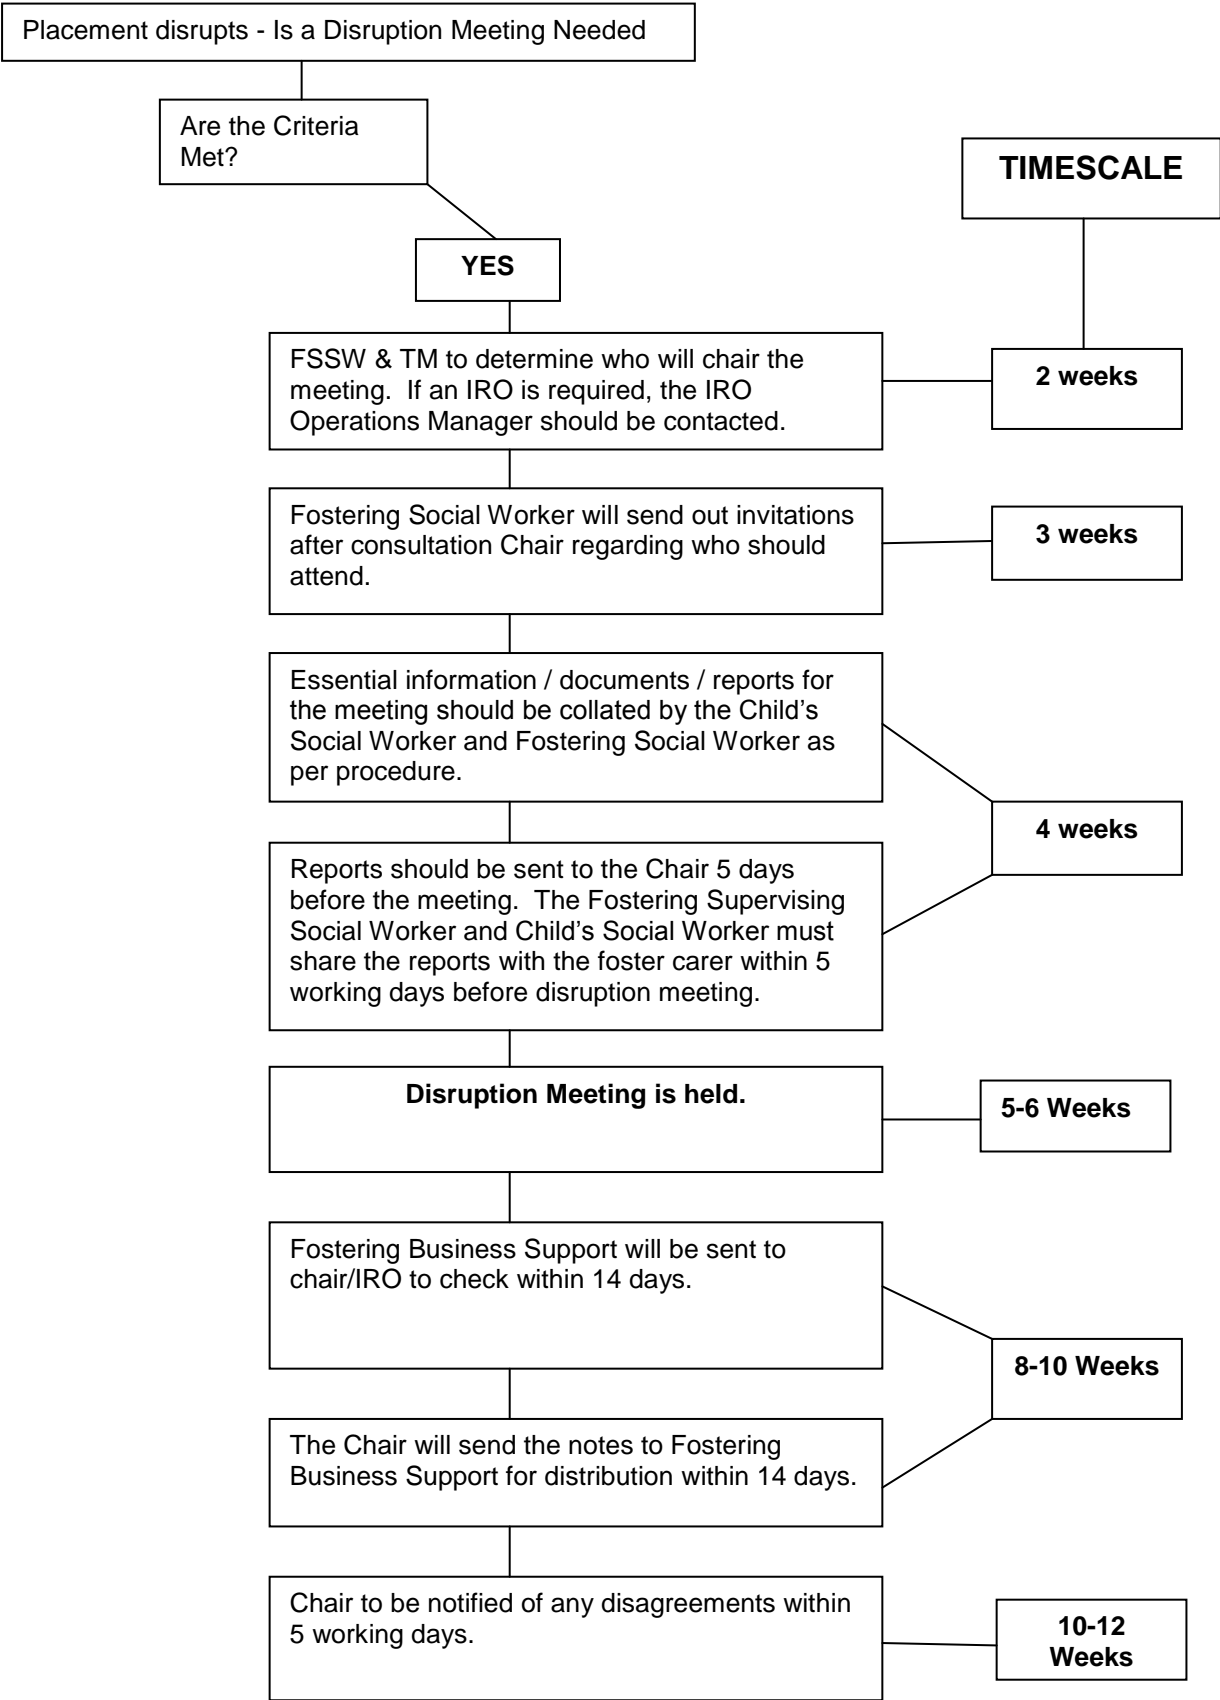 Placement disrupts - Is a Disruption Meeting Needed
Are the Criteria
Met?
TIMESCALE
YES
FSSW & TM to determine who will chair the
meeting.  If an IRO is required, the IRO
Operations Manager should be contacted.
2 weeks
Fostering Social Worker will send out invitations
after consultation Chair regarding who should
attend.
3 weeks
Essential information / documents / reports for
the meeting should be collated by the Child’s
Social Worker and Fostering Social Worker as
per procedure.
4 weeks
Reports should be sent to the Chair 5 days
before the meeting.  The Fostering Supervising
Social Worker and Child’s Social Worker must
share the reports with the foster carer within 5
working days before disruption meeting.
Disruption Meeting is held.
5-6 Weeks
Fostering Business Support will be sent to
chair/IRO to check within 14 days.
8-10 Weeks
The Chair will send the notes to Fostering
Business Support for distribution within 14 days.
Chair to be notified of any disagreements within
5 working days.
10-12
Weeks